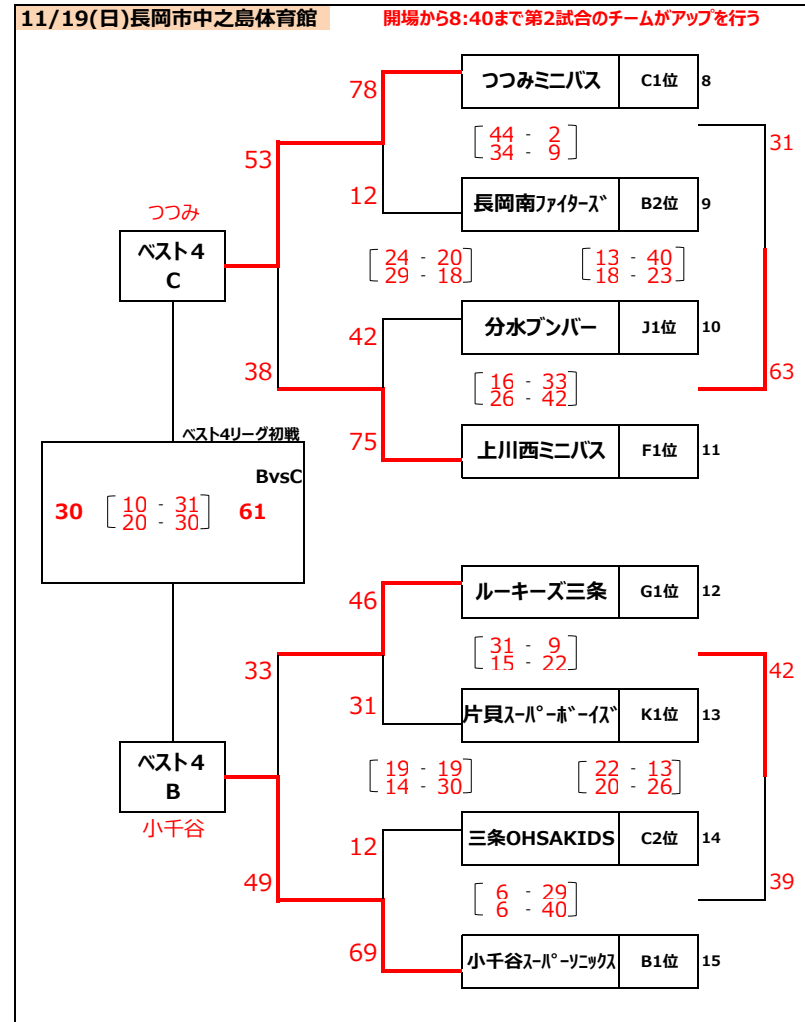 11/19(日)長岡市中之島体育館 開場から8:40まで第2試合のチームがアップを行う
78 つつみミニバス C1位 8
44 - 2
34 - 9
31
53
12 長岡南ファイターズ B2位 9
つつみ
ベスト4
C
24 - 20
29 - 18
13 - 40
18 - 23
42 分水ブンバー J1位 10
38
16 - 33
26 - 42
63
75 上川西ミニバス F1位 11
ベスト4リーグ初戦
BvsC
30 10 - 31 61
20 - 30
46 ルーキーズ三条 G1位 12
31 - 9
15 - 22
33
42
31 片貝スーパーボーイズ K1位 13
ベスト4
B
小千谷
19 - 19
14 - 30
22 - 13
20 - 26
12 三条OHSAKIDS C2位 14
49
6 - 29
6 - 40
39
69 小千谷スーパーソニックス B1位 15